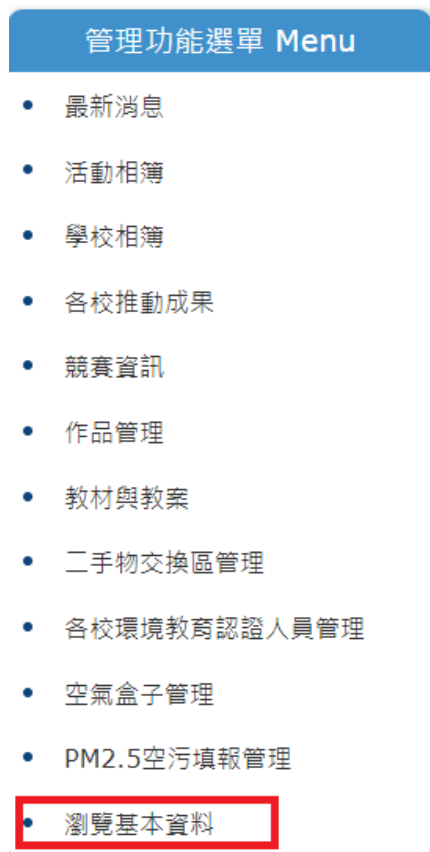 管理功能選單 Menu
最新消息
活動相簿
學校相簿
各校推動成果
競賽資訊
作品管理
教材與教案
二手物交換區管理
各校環境教育認證人員管理
空氣盒子管理
PM2.5空污填報管理
瀏覽基本資料